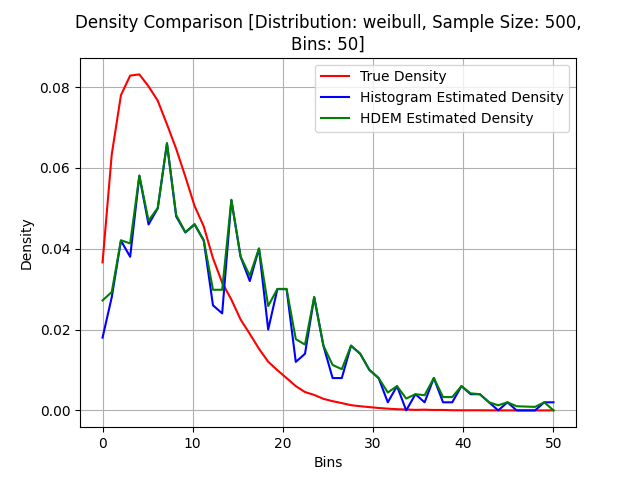 Density Comparison [Distribution: weibull, Sample Size: 500,
Bins: 50]
True Density
Histogram Estimated Density
HDEM Estimated Density
Density
0.08
0.06
0.04
0.02
0.00
0 10 20 30 40 50
Bins